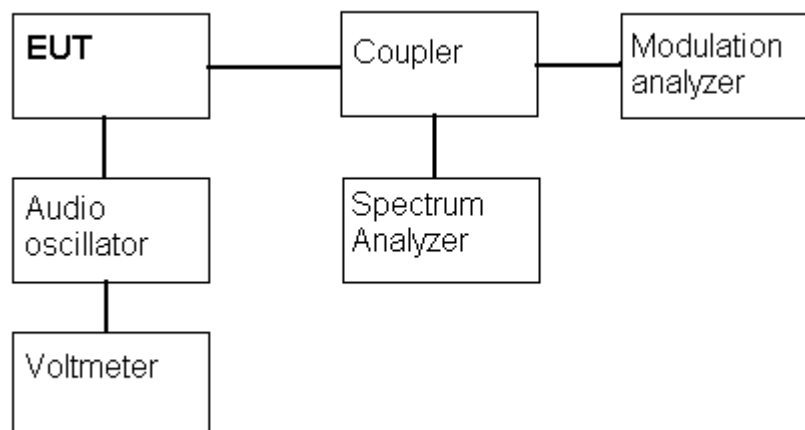 EUT
Coupler
Modulation
analyzer
Audio
oscillator
Spectrum
Analyzer
Voltmeter